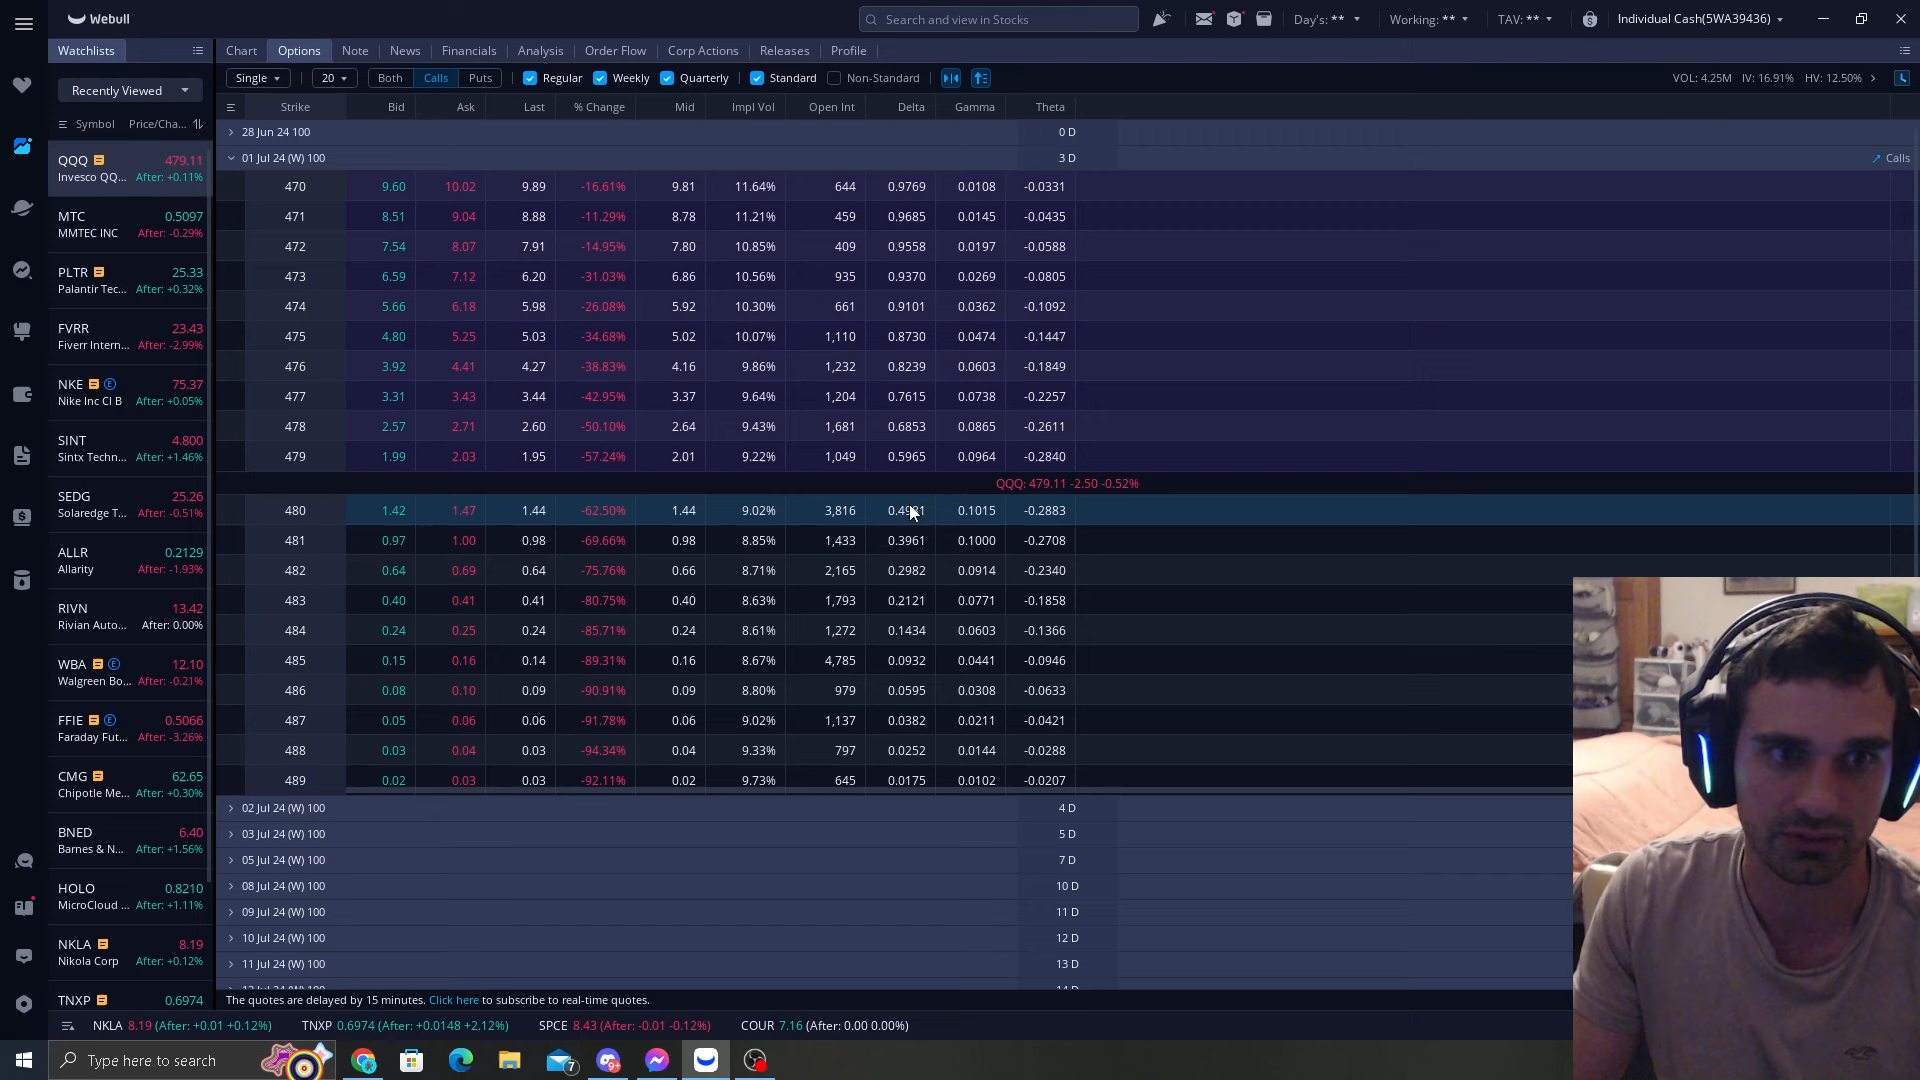 Webull
Search and view in Stocks
Day's: **
Working: **
TAV: **
Individual Cash(5WA39436)
Watchlists
Chart Options Note News Financials Analysis Order Flow Corp Actions Releases Profile
Recently Viewed
Single 20 Both Calls Puts Regular Weekly Quarterly Standard Non-Standard
VOL: 4.25M IV: 16.91% HV: 12.50%
Symbol Price/Cha...
Strike Bid Ask Last % Change Mid Impl Vol Open Int Delta Gamma Theta
28 Jun 24 100 0 D
01 Jul 24 (W) 100 3 D Calls
470 9.60 10.02 9.89 -16.61% 9.81 11.64% 644 0.9769 0.0108 -0.0331
471 8.51 9.04 8.88 -11.29% 8.78 11.21% 459 0.9685 0.0145 -0.0435
472 7.54 8.07 7.91 -14.95% 7.80 10.85% 409 0.9558 0.0197 -0.0588
473 6.59 7.12 6.20 -31.03% 6.86 10.56% 935 0.9370 0.0269 -0.0805
474 5.66 6.18 5.98 -26.08% 5.92 10.30% 661 0.9101 0.0362 -0.1092
475 4.80 5.25 5.03 -34.68% 5.02 10.07% 1,110 0.8730 0.0474 -0.1447
476 3.92 4.41 4.27 -38.83% 4.16 9.86% 1,232 0.8239 0.0603 -0.1849
477 3.31 3.43 3.44 -42.95% 3.37 9.64% 1,204 0.7615 0.0738 -0.2257
478 2.57 2.71 2.60 -50.10% 2.64 9.43% 1,681 0.6853 0.0865 -0.2611
479 1.99 2.03 1.95 -57.24% 2.01 9.22% 1,049 0.5965 0.0964 -0.2840
QQQ: 479.11 -2.50 -0.52%
480 1.42 1.47 1.44 -62.50% 1.44 9.02% 3,816 0.1015 -0.2883
481 0.97 1.00 0.98 -69.66% 0.98 8.85% 1,433 0.3961 0.1000 -0.2708
482 0.64 0.69 0.64 -75.76% 0.66 8.71% 2,165 0.2982 0.0914 -0.2340
483 0.40 0.41 0.41 -80.75% 0.40 8.63% 1,793 0.2121 0.0771 -0.1858
484 0.24 0.25 0.24 -85.71% 0.24 8.61% 1,272 0.1434 0.0603 -0.1366
485 0.15 0.16 0.14 -89.31% 0.16 8.67% 4,785 0.0932 0.0441 -0.0946
486 0.08 0.10 0.09 -90.91% 0.09 8.80% 979 0.0595 0.0308 -0.0633
487 0.05 0.06 0.06 -91.78% 0.06 9.02% 1,137 0.0382 0.0211 -0.0421
488 0.03 0.04 0.03 -94.34% 0.04 9.33% 797 0.0252 0.0144 -0.0288
489 0.02 0.03 0.03 -92.11% 0.02 9.73% 645 0.0175 0.0102 -0.0207
02 Jul 24 (W) 100 4 D
03 Jul 24 (W) 100 5 D
05 Jul 24 (W) 100 7 D
08 Jul 24 (W) 100 10 D
09 Jul 24 (W) 100 11 D
10 Jul 24 (W) 100 12 D
11 Jul 24 (W) 100 13 D
QQQ 479.11
Invesco QQ... After: +0.11%
MTC 0.5097
MMTEC INC After: -0.29%
PLTR 25.33
Palantir Tec... After: +0.32%
FVRR 23.43
Fiverr Intern... After: -2.99%
NKE E 75.37
Nike Inc Cl B After: +0.05%
SINT 4.800
Sintx Techn... After: +1.46%
SEDG 25.26
Solaredge T... After: -0.51%
ALLR 0.2129
Allarity After: -1.93%
RIVN 13.42
Rivian Auto... After: 0.00%
WBA E 12.10
Walgreen Bo... After: -0.21%
FFIE E 0.5066
Faraday Fut... After: -3.26%
CMG 62.65
Chipotle Me... After: +0.30%
BNED 6.40
Barnes & N... After: +1.56%
HOLO 0.8210
MicroCloud ... After: +1.11%
NKLA 8.19
Nikola Corp After: +0.12%
TNXP 0.6974
The quotes are delayed by 15 minutes. Click here to subscribe to real-time quotes.
NKLA 8.19 (After: +0.01 +0.12%) TNXP 0.6974 (After: +0.0148 +2.12%) SPCE 8.43 (After: -0.01 -0.12%) COUR 7.16 (After: 0.00 0.00%)
Type here to search
7
9+